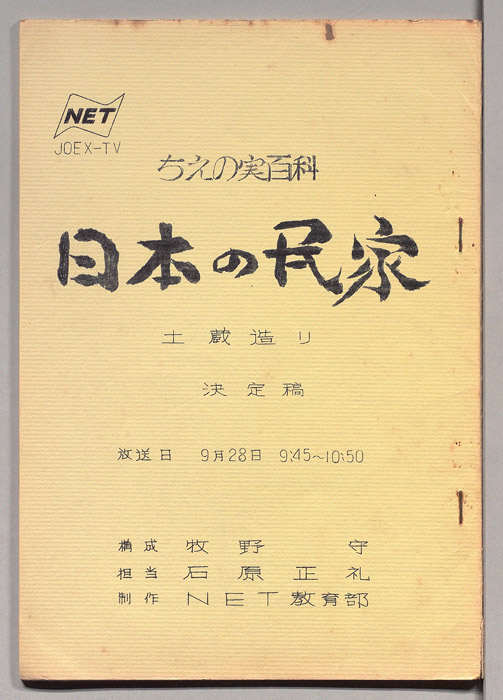 NET
JOEX-TV
ちえの実百科
日本の民家
土蔵造り
決定稿
放送日 9月28日 9:45~10:50
構成 牧野 守
担当 石原正礼
制作 NET教育部